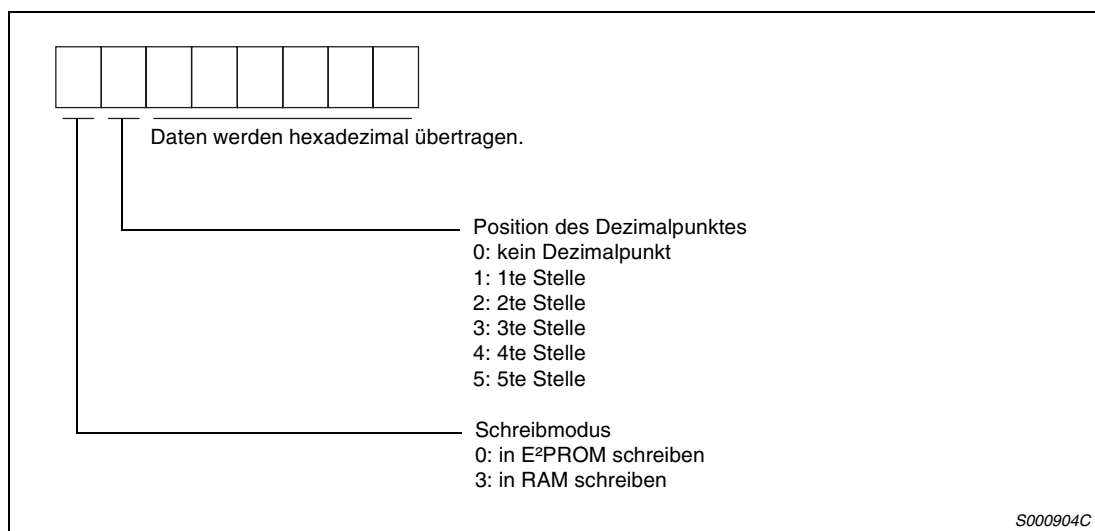 Daten werden hexadezimal übertragen.
Position des Dezimalpunktes
0: kein Dezimalpunkt
1: 1te Stelle
2: 2te Stelle
3: 3te Stelle
4: 4te Stelle
5: 5te Stelle
Schreibmodus
0: in E²PROM schreiben
3: in RAM schreiben
S000904C